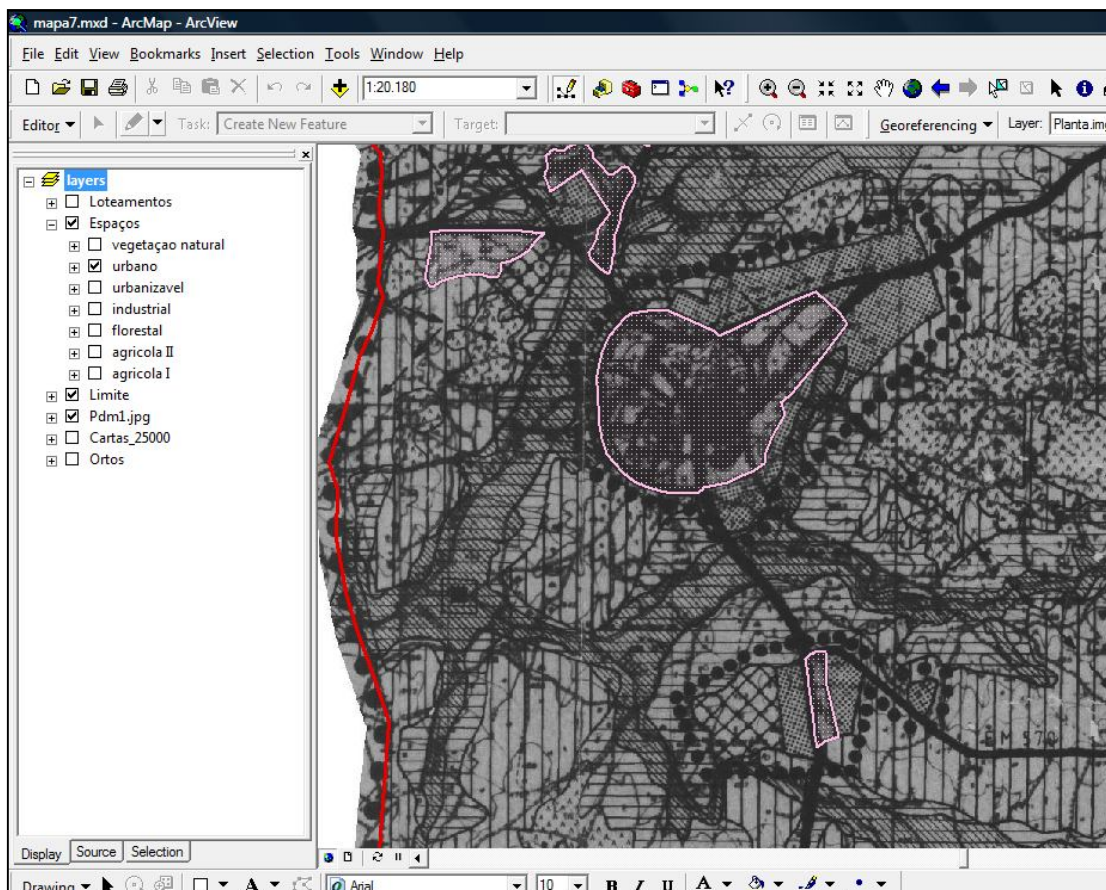 mapa7.mxd - ArcMap - ArcView
File Edit View Bookmarks Insert Selection Tools Window Help
1:20.180
Editor Task: Create New Feature Target: Georeferencing Layer: Planta.img
layers
Loteamentos
Espaços
vegetaçao natural
urbano
urbanizavel
industrial
florestal
agricola II
agricola I
Limite
Pdm1.jpg
Cartas_25000
Ortos
Display Source Selection
Drawing A Arial 10 B I U A